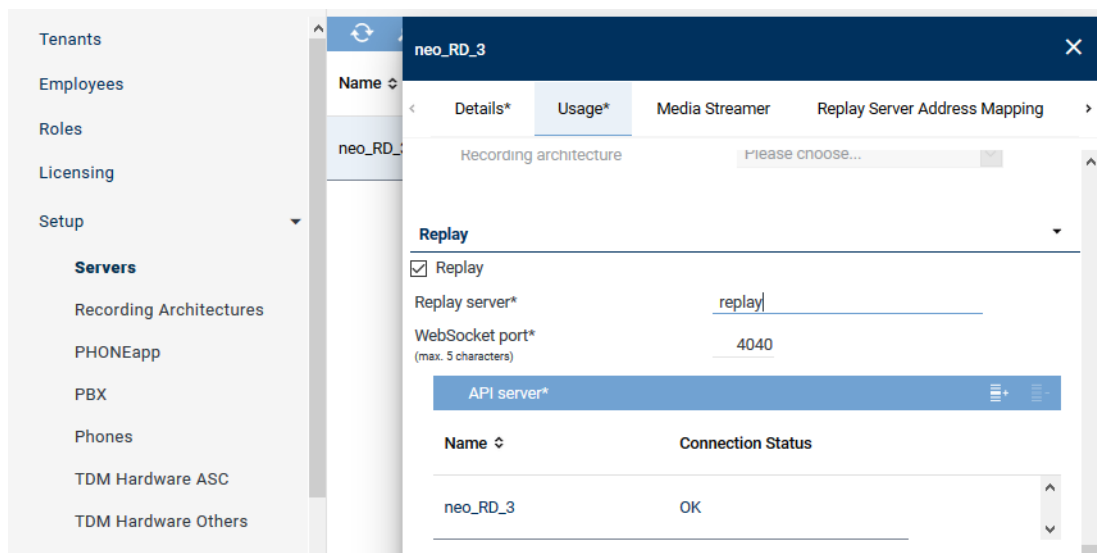 Tenants
Employees
Roles
Licensing
Setup
Servers
Recording Architectures
PHONEapp
PBX
Phones
TDM Hardware ASC
TDM Hardware Others
Name
neo_RD_3
neo_RD_3
Details*
Usage*
Media Streamer
Replay Server Address Mapping
Recording architecture
Please choose...
Replay
Replay
Replay server*
replay
WebSocket port*
(max. 5 characters)
4040
API server*
Name
Connection Status
neo_RD_3
OK